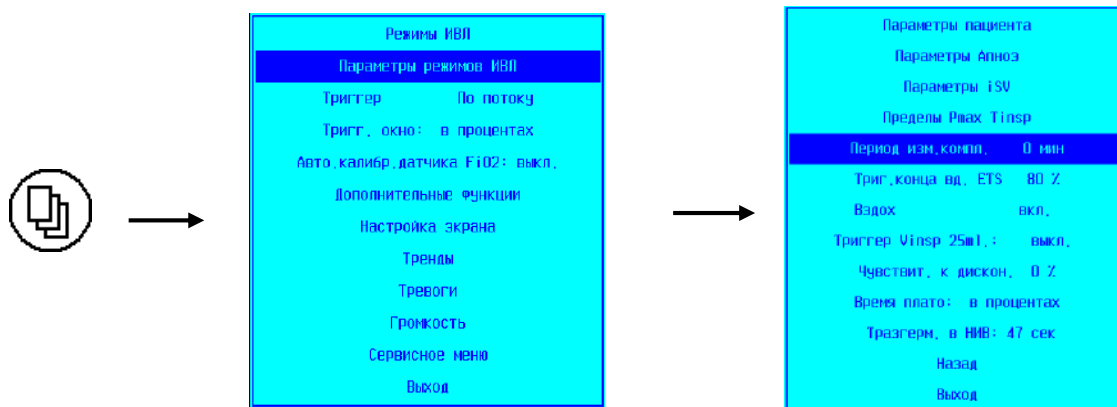 Режимы ИВЛ
Параметры режимов ИВЛ
Триггер По потоку
Тригг. окно: в процентах
Авто.калибр.датчика FiO2: выкл.
Дополнительные функции
Настройка экрана
Тренды
Тревоги
Громкость
Сервисное меню
Выход
Параметры пациента
Параметры Апноэ
Параметры iSV
Пределы Pmax Tinsp
Период изм.компл. 0 мин
Триг.конца вд. ETS 80 %
Вздох вкл.
Триггер Vinsp 25ml.: выкл.
Чувствит. к дискон. 0 %
Время плато: в процентах
Тразгерм. в НИВ: 47 сек
Назад
Выход